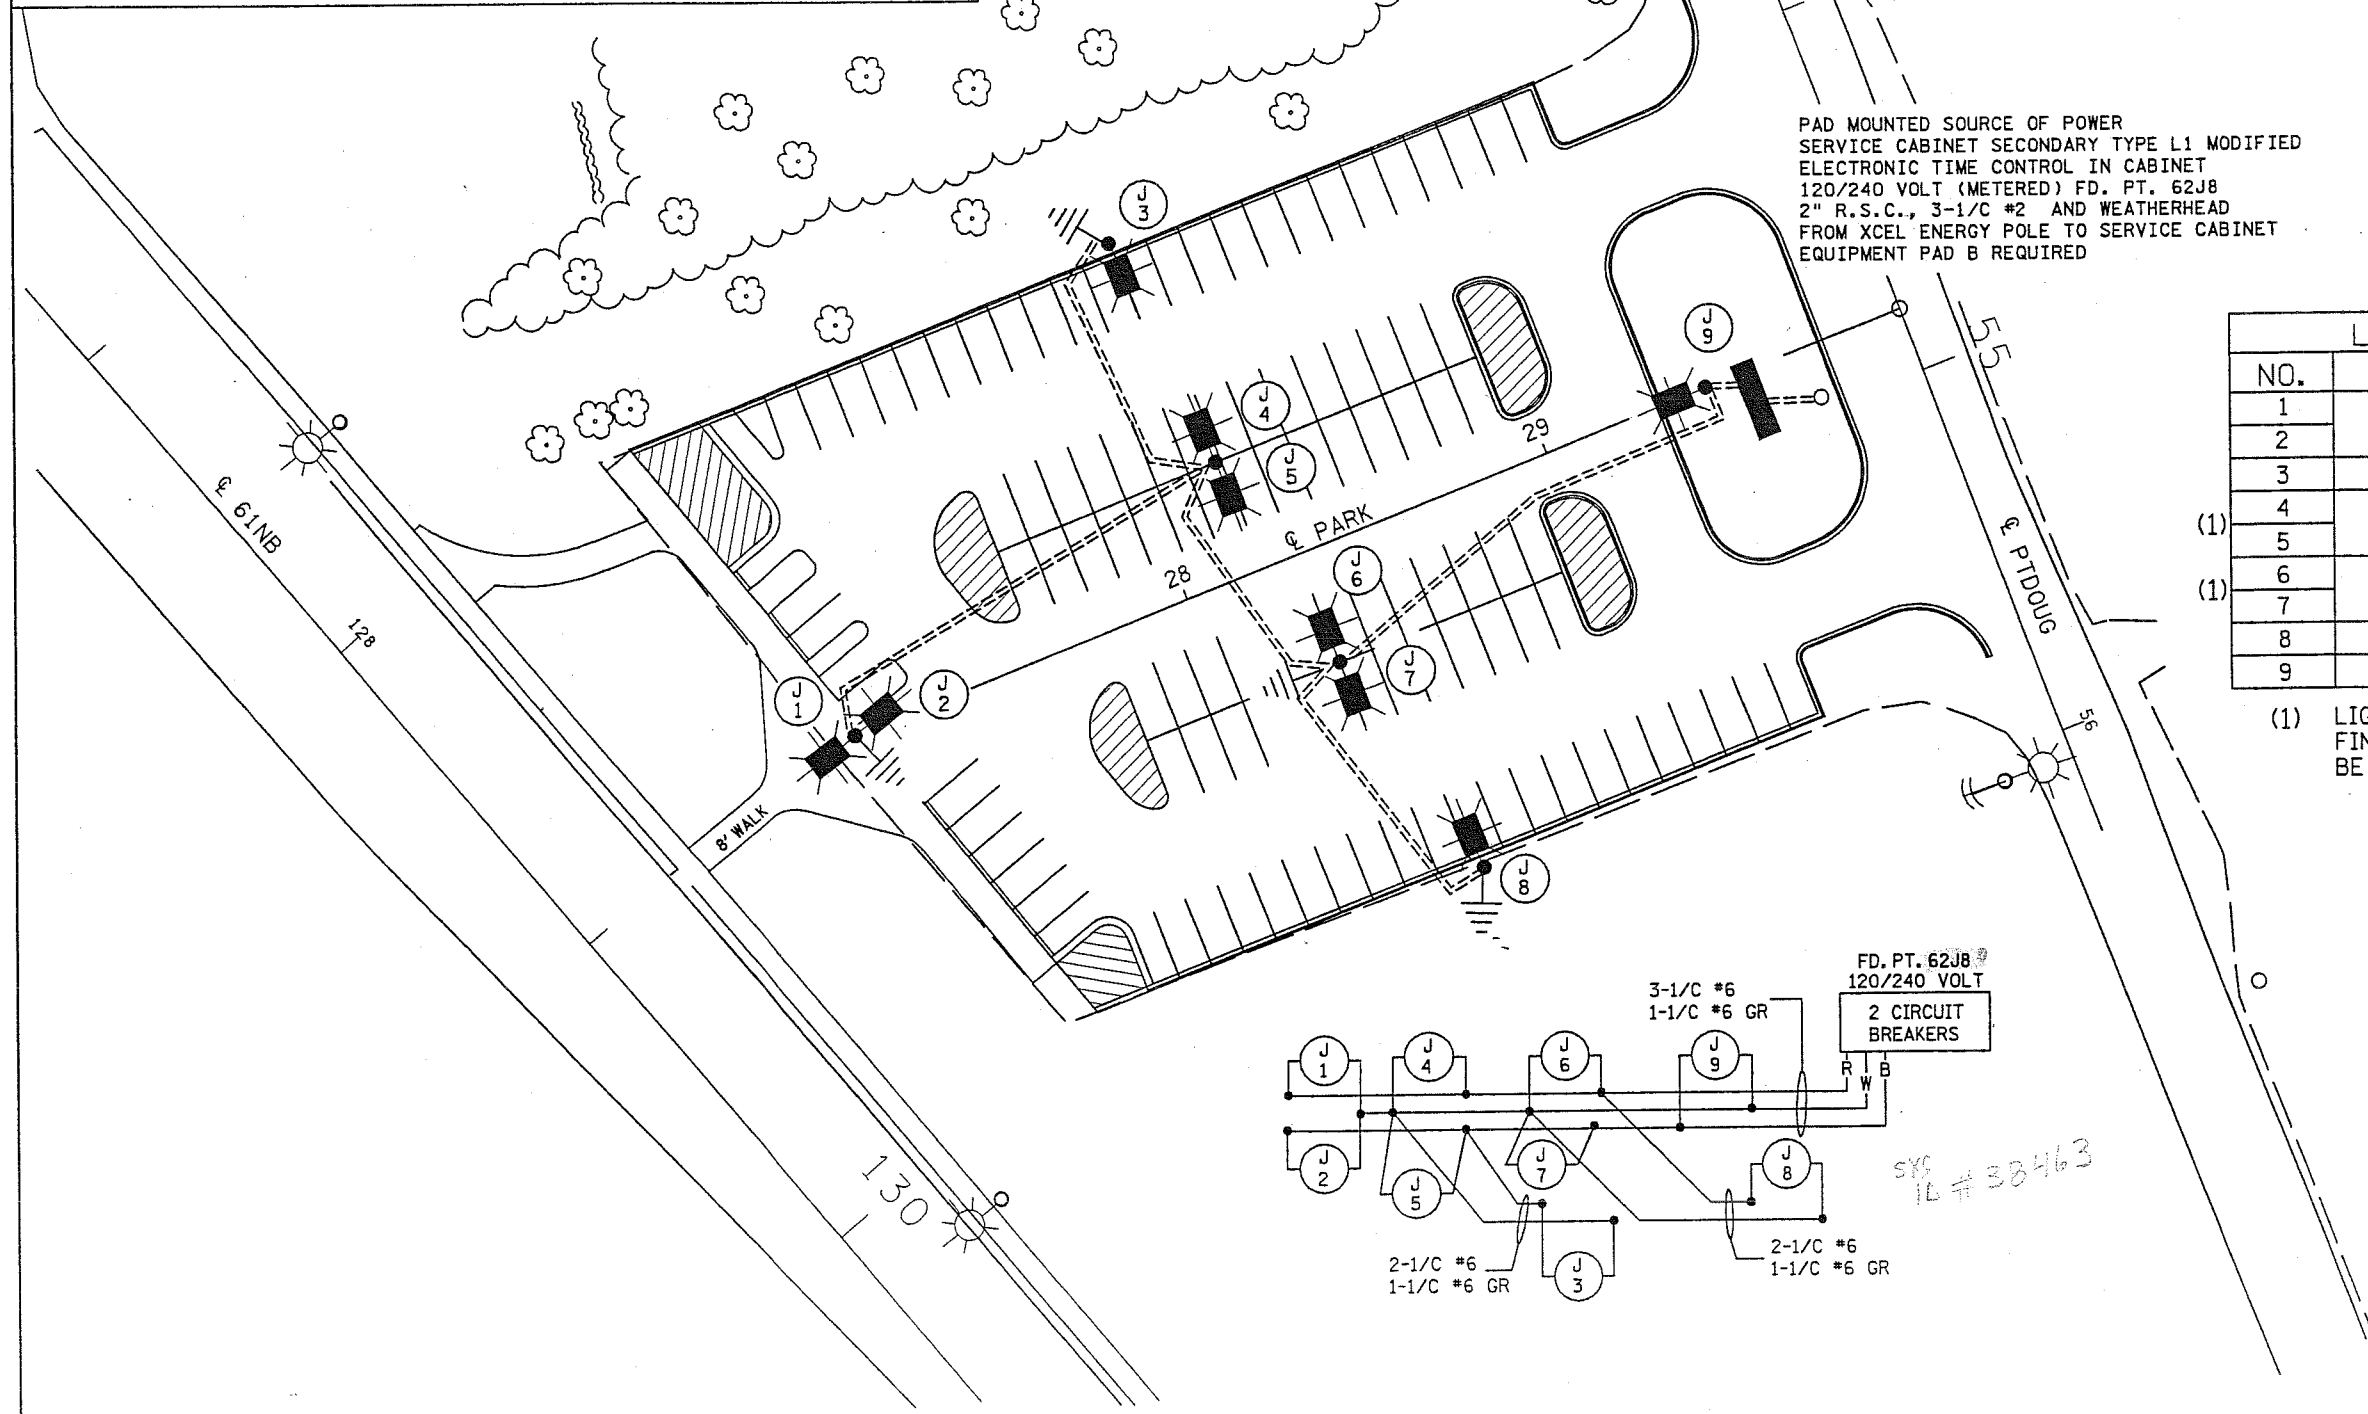 PAD MOUNTED SOURCE OF POWER
SERVICE CABINET SECONDARY TYPE L1 MODIFIED
ELECTRONIC TIME CONTROL IN CABINET
120/240 VOLT (METERED) FD. PT. 62J8
2" R.S.C., 3-1/C #2 AND WEATHERHEAD
FROM XCEL ENERGY POLE TO SERVICE CABINET
EQUIPMENT PAD B REQUIRED
J 3
J 9
J 4
J 5
J 6
J 7
J 1
J 2
J 8
55
29
℄ PARK
28
℄ 61NB
128
℄ PTDOUG
56
8' WALK
130
L
NO.
1
2
3
(1) 4
5
(1) 6
7
8
9
(1) LIG
FIN
BE
FD. PT. 62J8
120/240 VOLT
2 CIRCUIT
BREAKERS
R W B
3-1/C #6
1-1/C #6 GR
J 1
J 4
J 6
J 9
J 2
J 5
J 7
J 8
J 3
2-1/C #6
1-1/C #6 GR
2-1/C #6
1-1/C #6 GR
SYS
ID # 38463